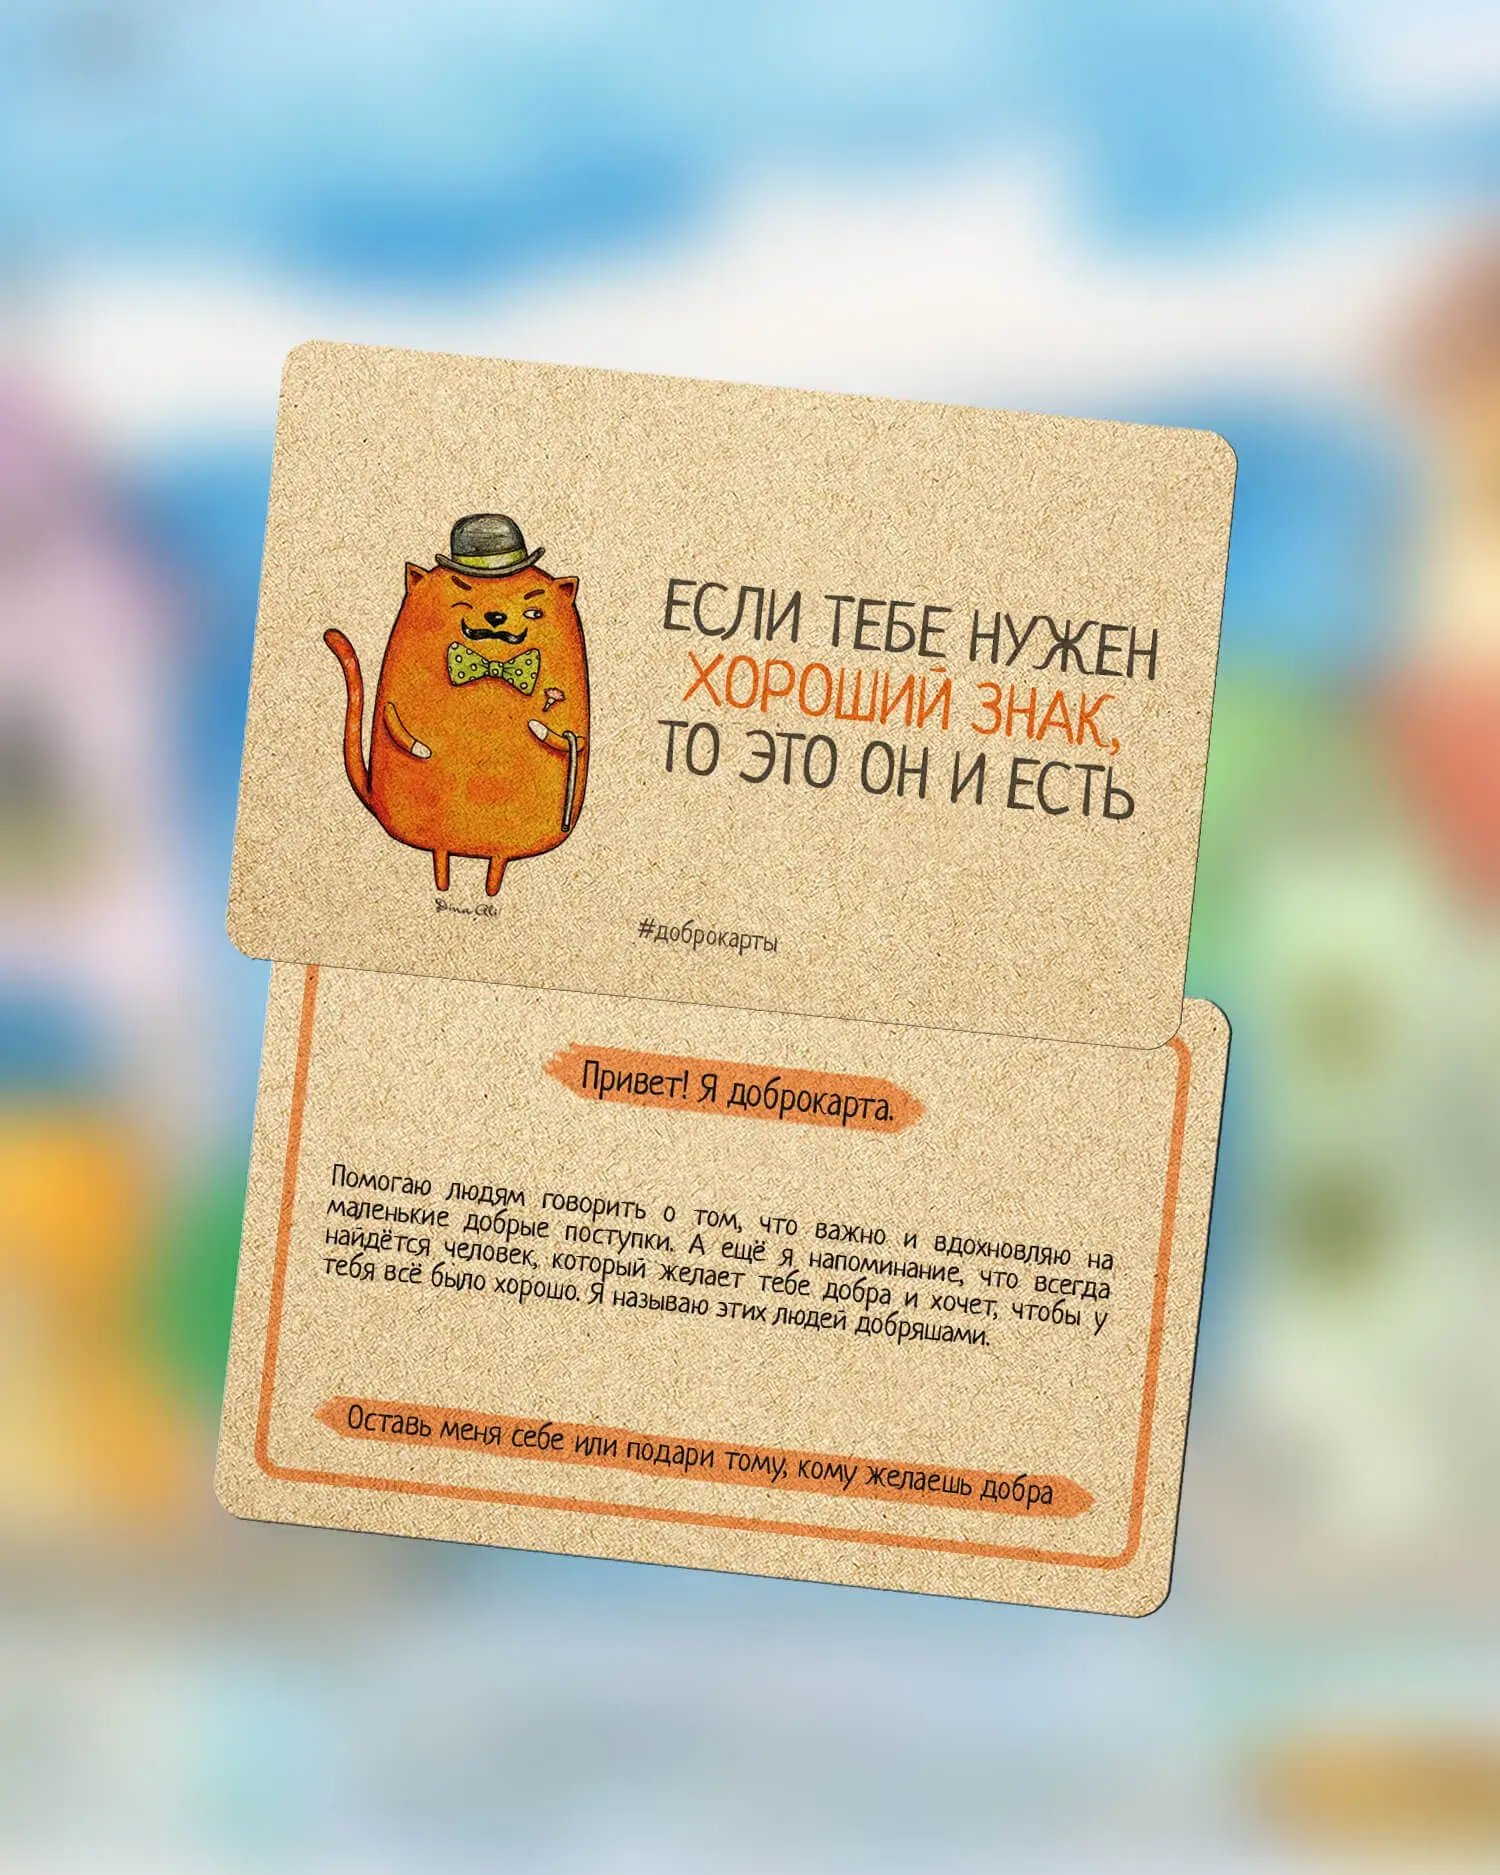 ЕСЛИ ТЕБЕ НУЖЕН
ХОРОШИЙ ЗНАК,
ТО ЭТО ОН И ЕСТЬ
Dina Ali
#доброкарты
Привет! Я доброкарта.
Помогаю людям говорить о том, что важно и вдохновляю на
маленькие добрые поступки. А ещё я напоминание, что всегда
найдётся человек, который желает тебе добра и хочет, чтобы у
тебя всё было хорошо. Я называю этих людей добряшами.
Оставь меня себе или подари тому, кому желаешь добра